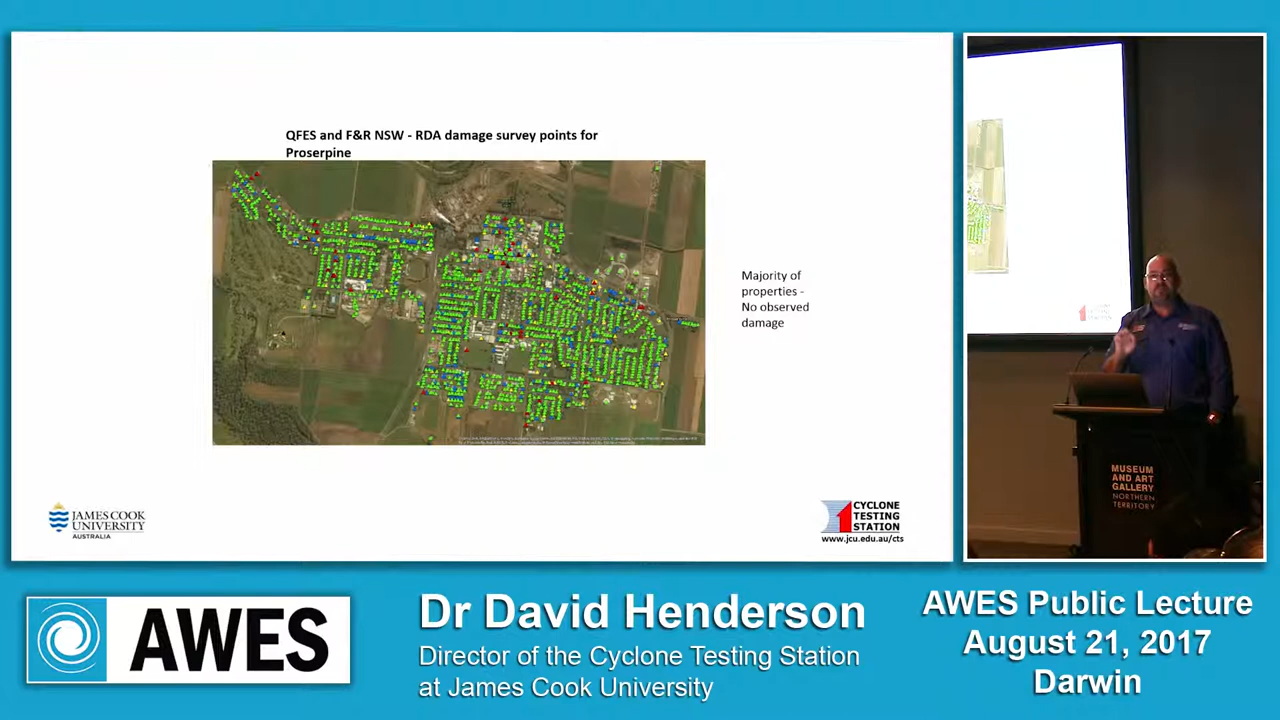 QFES and F&R NSW - RDA damage survey points for
Proserpine
Majority of
properties -
No observed
damage
JAMES COOK
UNIVERSITY
AUSTRALIA
CYCLONE
TESTING
STATION
www.jcu.edu.au/cts
MUSEUM
AND ART
GALLERY
NORTHERN
TERRITORY
AWES
Dr David Henderson
Director of the Cyclone Testing Station
at James Cook University
AWES Public Lecture
August 21, 2017
Darwin